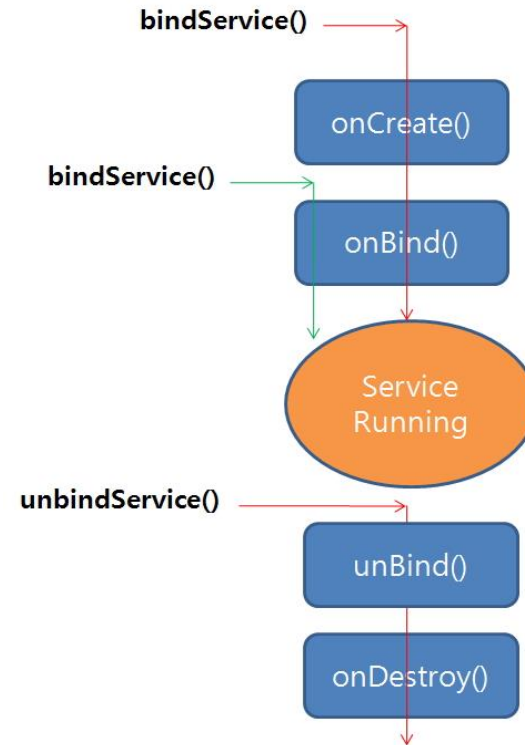 bindService()
onCreate()
bindService()
onBind()
Service
Running
unbindService()
unBind()
onDestroy()